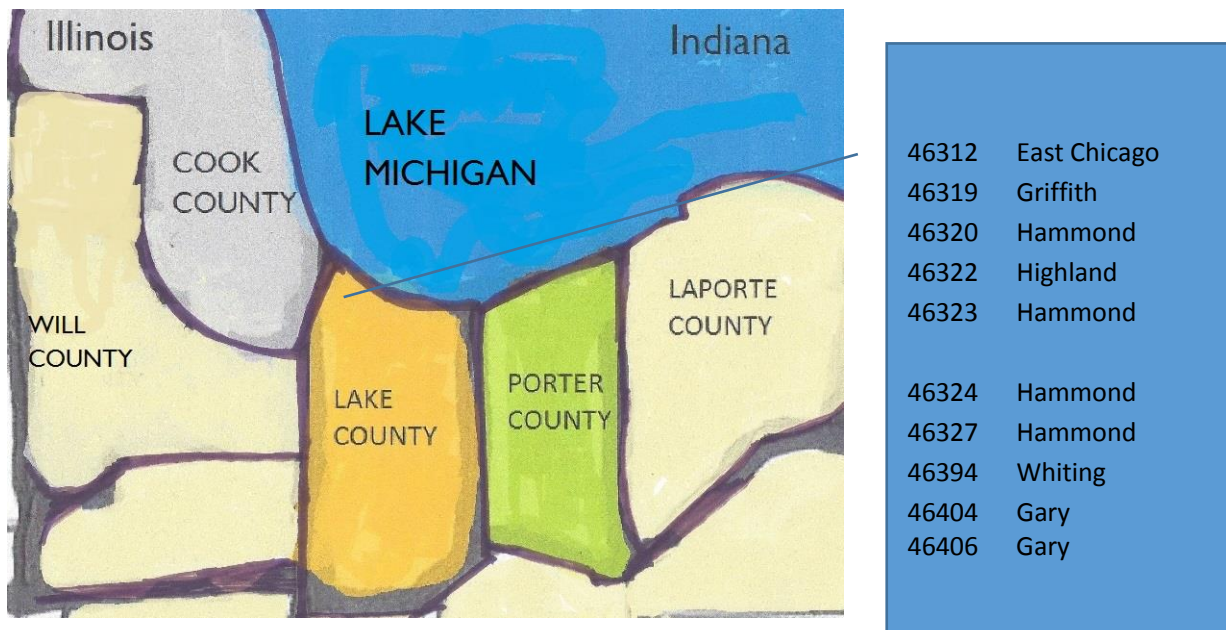 Illinois
Indiana
LAKE
MICHIGAN
COOK
COUNTY
WILL
COUNTY
LAKE
COUNTY
PORTER
COUNTY
LAPORTE
COUNTY
46312 East Chicago
46319 Griffith
46320 Hammond
46322 Highland
46323 Hammond
46324 Hammond
46327 Hammond
46394 Whiting
46404 Gary
46406 Gary